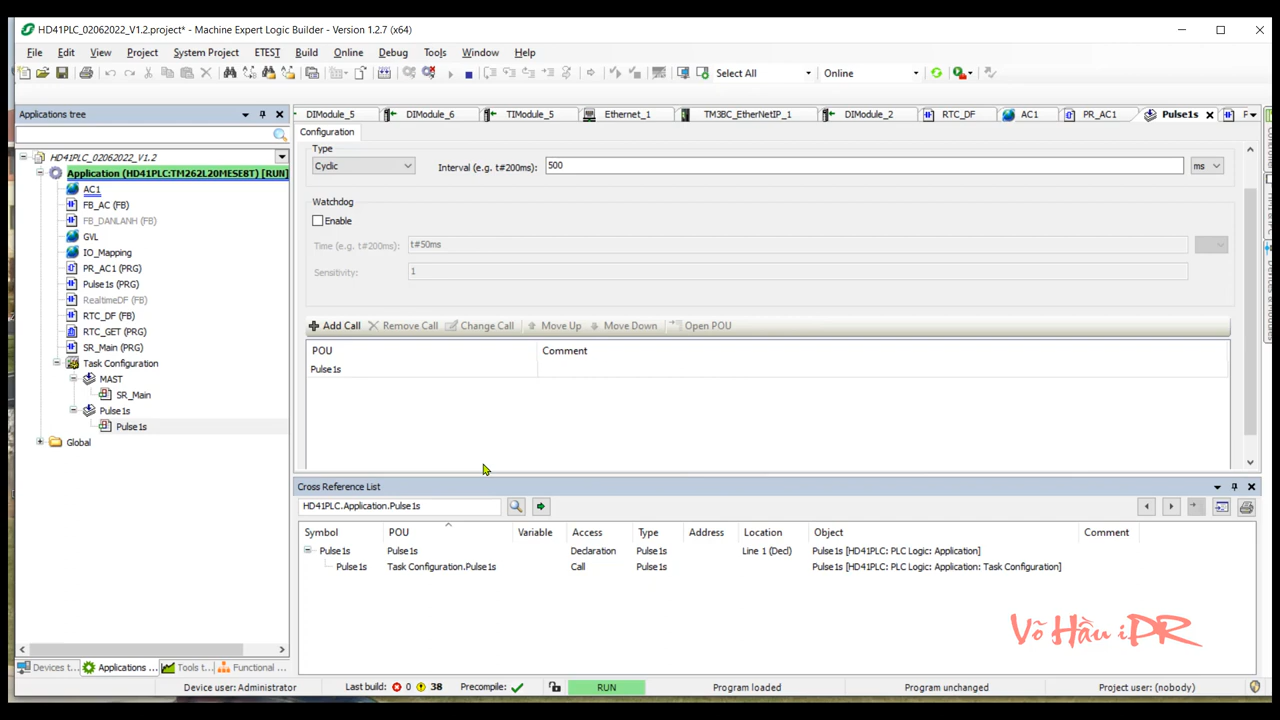 HD41PLC_02062022_V1.2.project* - Machine Expert Logic Builder - Version 1.2.7 (x64)
File Edit View Project System Project ETEST Build Online Debug Tools Window Help
Select All Online
Applications tree
DIModule_5 DIModule_6 TIModule_5 Ethernet_1 TM3BC_EtherNetIP_1 DIModule_2 RTC_DF AC1 PR_AC1 Pulse1s F
Configuration
HD41PLC_02062022_V1.2
Application (HD41PLC:TM262L20MESE8T) [RUN]
AC1
FB_AC (FB)
FB_DANLANH (FB)
GVL
IO_Mapping
PR_AC1 (PRG)
Pulse1s (PRG)
RealtimeDF (FB)
RTC_DF (FB)
RTC_GET (PRG)
SR_Main (PRG)
Task Configuration
MAST
SR_Main
Pulse1s
Pulse1s
Global
Type
Cyclic Interval (e.g. t#200ms): 500 ms
Watchdog
Enable
Time (e.g. t#200ms): t#50ms
Sensitivity: 1
Add Call Remove Call Change Call Move Up Move Down Open POU
POU Comment
Pulse1s
Cross Reference List
HD41PLC.Application.Pulse1s
Symbol POU Variable Access Type Address Location Object Comment
Pulse1s Pulse1s Declaration Pulse1s Line 1 (Decl) Pulse1s [HD41PLC: PLC Logic: Application]
Pulse1s Task Configuration.Pulse1s Call Pulse1s Pulse1s [HD41PLC: PLC Logic: Application: Task Configuration]
Võ Hầu iDR
Devices t... Applications ... Tools t... Functional ...
Device user: Administrator Last build: 0 38 Precompile: RUN Program loaded Program unchanged Project user: (nobody)